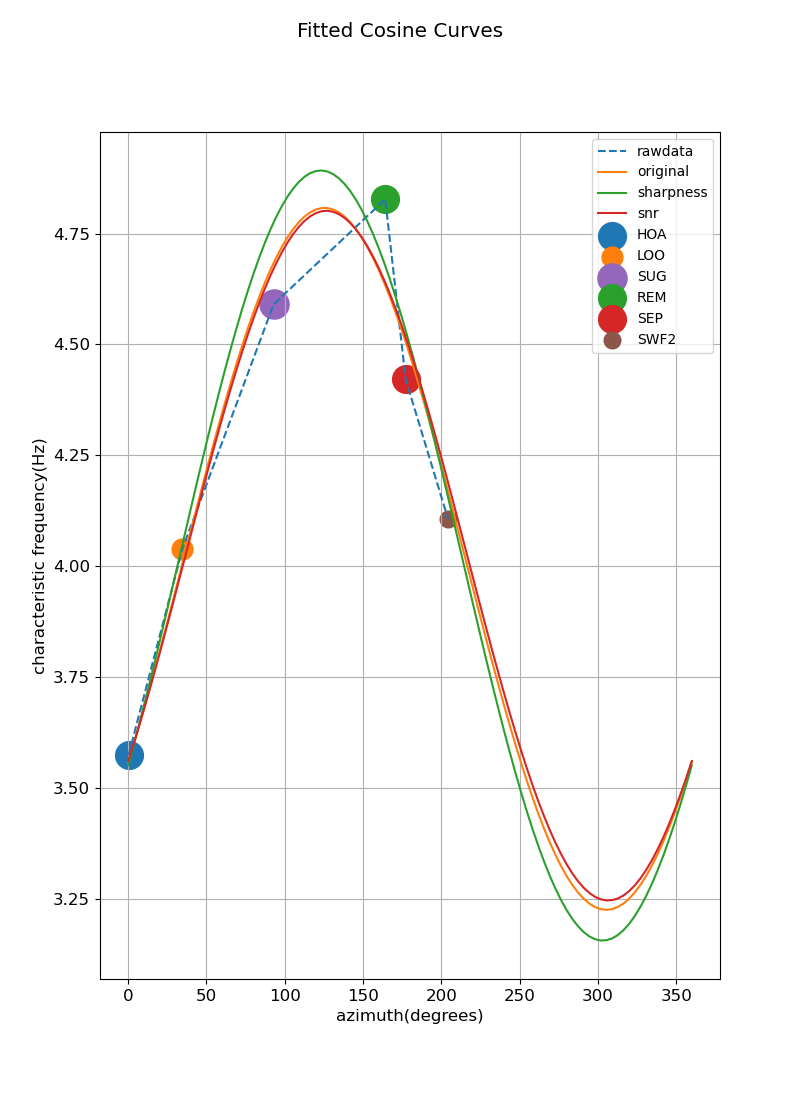 Fitted Cosine Curves
rawdata
original
sharpness
snr
HOA
LOO
SUG
REM
SEP
SWF2
characteristic frequency(Hz)
4.75
4.50
4.25
4.00
3.75
3.50
3.25
0 50 100 150 200 250 300 350
azimuth(degrees)